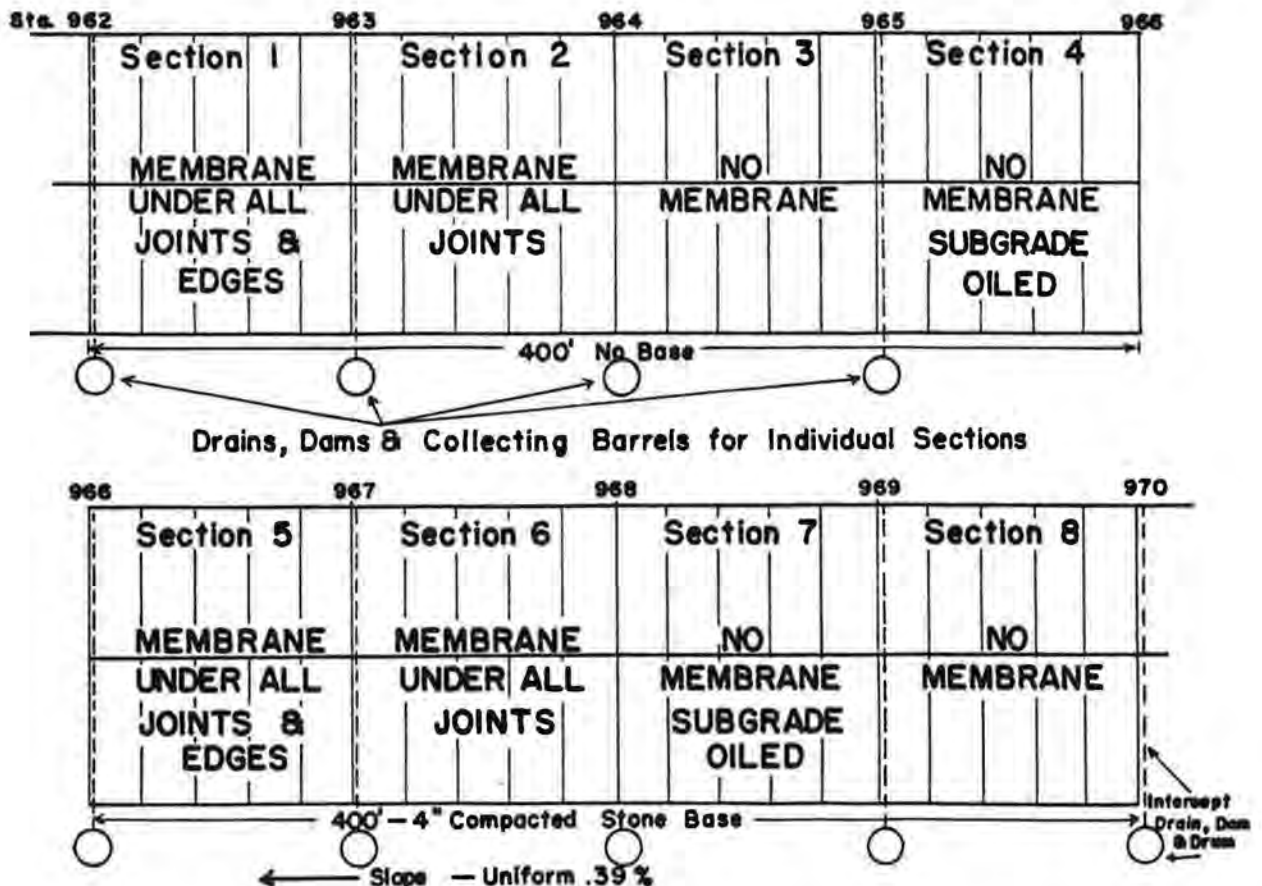 Sta. 962 963 964 965 966
Section 1 Section 2 Section 3 Section 4
MEMBRANE MEMBRANE NO NO
UNDER ALL UNDER ALL MEMBRANE MEMBRANE
JOINTS & JOINTS SUBGRADE
EDGES OILED
400' No Base
Drains, Dams & Collecting Barrels for Individual Sections
966 967 968 969 970
Section 5 Section 6 Section 7 Section 8
MEMBRANE MEMBRANE NO NO
UNDER ALL UNDER ALL MEMBRANE MEMBRANE
JOINTS & JOINTS SUBGRADE
EDGES OILED
Intersept
Drain, Dam
& Drum
400'-4" Compacted Stone Base
Slope — Uniform .39%